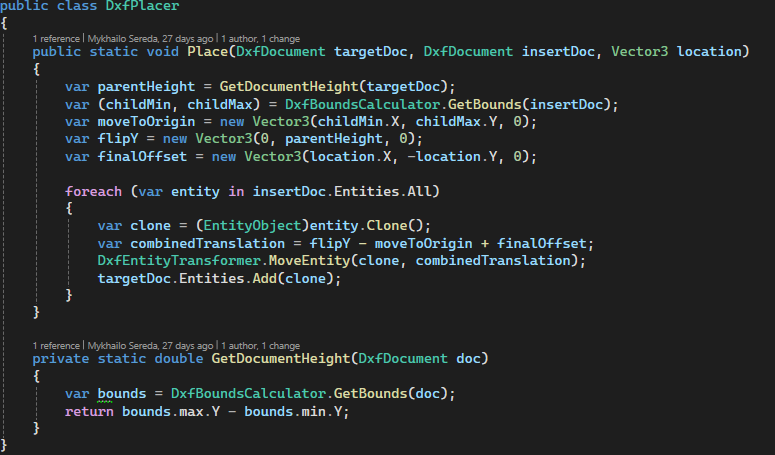 public class DxfPlacer
{
1 reference | Mykhailo Sereda, 27 days ago | 1 author, 1 change
public static void Place(DxfDocument targetDoc, DxfDocument insertDoc, Vector3 location)
{
var parentHeight = GetDocumentHeight(targetDoc);
var (childMin, childMax) = DxfBoundsCalculator.GetBounds(insertDoc);
var moveToOrigin = new Vector3(childMin.X, childMax.Y, 0);
var flipY = new Vector3(0, parentHeight, 0);
var finalOffset = new Vector3(location.X, -location.Y, 0);
foreach (var entity in insertDoc.Entities.All)
{
var clone = (EntityObject)entity.Clone();
var combinedTranslation = flipY - moveToOrigin + finalOffset;
DxfEntityTransformer.MoveEntity(clone, combinedTranslation);
targetDoc.Entities.Add(clone);
}
}
1 reference | Mykhailo Sereda, 27 days ago | 1 author, 1 change
private static double GetDocumentHeight(DxfDocument doc)
{
var bounds = DxfBoundsCalculator.GetBounds(doc);
return bounds.max.Y - bounds.min.Y;
}
}